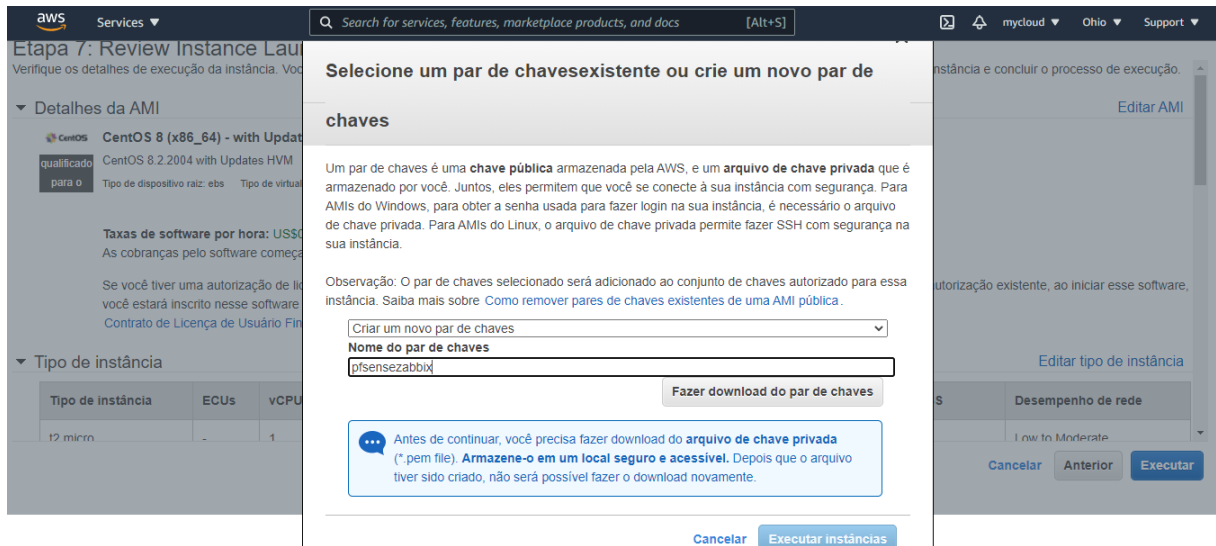 aws Services ▼ Search for services, features, marketplace products, and docs [Alt+S] mycloud ▼ Ohio ▼ Support ▼
Etapa 7: Review Instance Lau
Verifique os detalhes de execução da instância. Voc
nstância e concluir o processo de execução.
Detalhes da AMI
Editar AMI
CentOS
CentOS 8 (x86_64) - with Updat
qualificado
para o
CentOS 8.2.2004 with Updates HVM
Tipo de dispositivo raiz: ebs Tipo de virtual
Taxas de software por hora: US$0
As cobranças pelo software começa
Se você tiver uma autorização de lic
utorização existente, ao iniciar esse software,
você estará inscrito nesse software
Contrato de Licença de Usuário Fin
Tipo de instância
Editar tipo de instância
Tipo de instância ECUs vCPU
S Desempenho de rede
t2.micro - 1
Low to Moderate
Cancelar Anterior Executar
Selecione um par de chavesexistente ou crie um novo par de
chaves
Um par de chaves é uma chave pública armazenada pela AWS, e um arquivo de chave privada que é
armazenado por você. Juntos, eles permitem que você se conecte à sua instância com segurança. Para
AMIs do Windows, para obter a senha usada para fazer login na sua instância, é necessário o arquivo
de chave privada. Para AMIs do Linux, o arquivo de chave privada permite fazer SSH com segurança na
sua instância.
Observação: O par de chaves selecionado será adicionado ao conjunto de chaves autorizado para essa
instância. Saiba mais sobre Como remover pares de chaves existentes de uma AMI pública.
Criar um novo par de chaves
Nome do par de chaves
pfsensezabbix
Fazer download do par de chaves
Antes de continuar, você precisa fazer download do arquivo de chave privada
(*.pem file). Armazene-o em um local seguro e acessível. Depois que o arquivo
tiver sido criado, não será possível fazer o download novamente.
Cancelar Executar instâncias